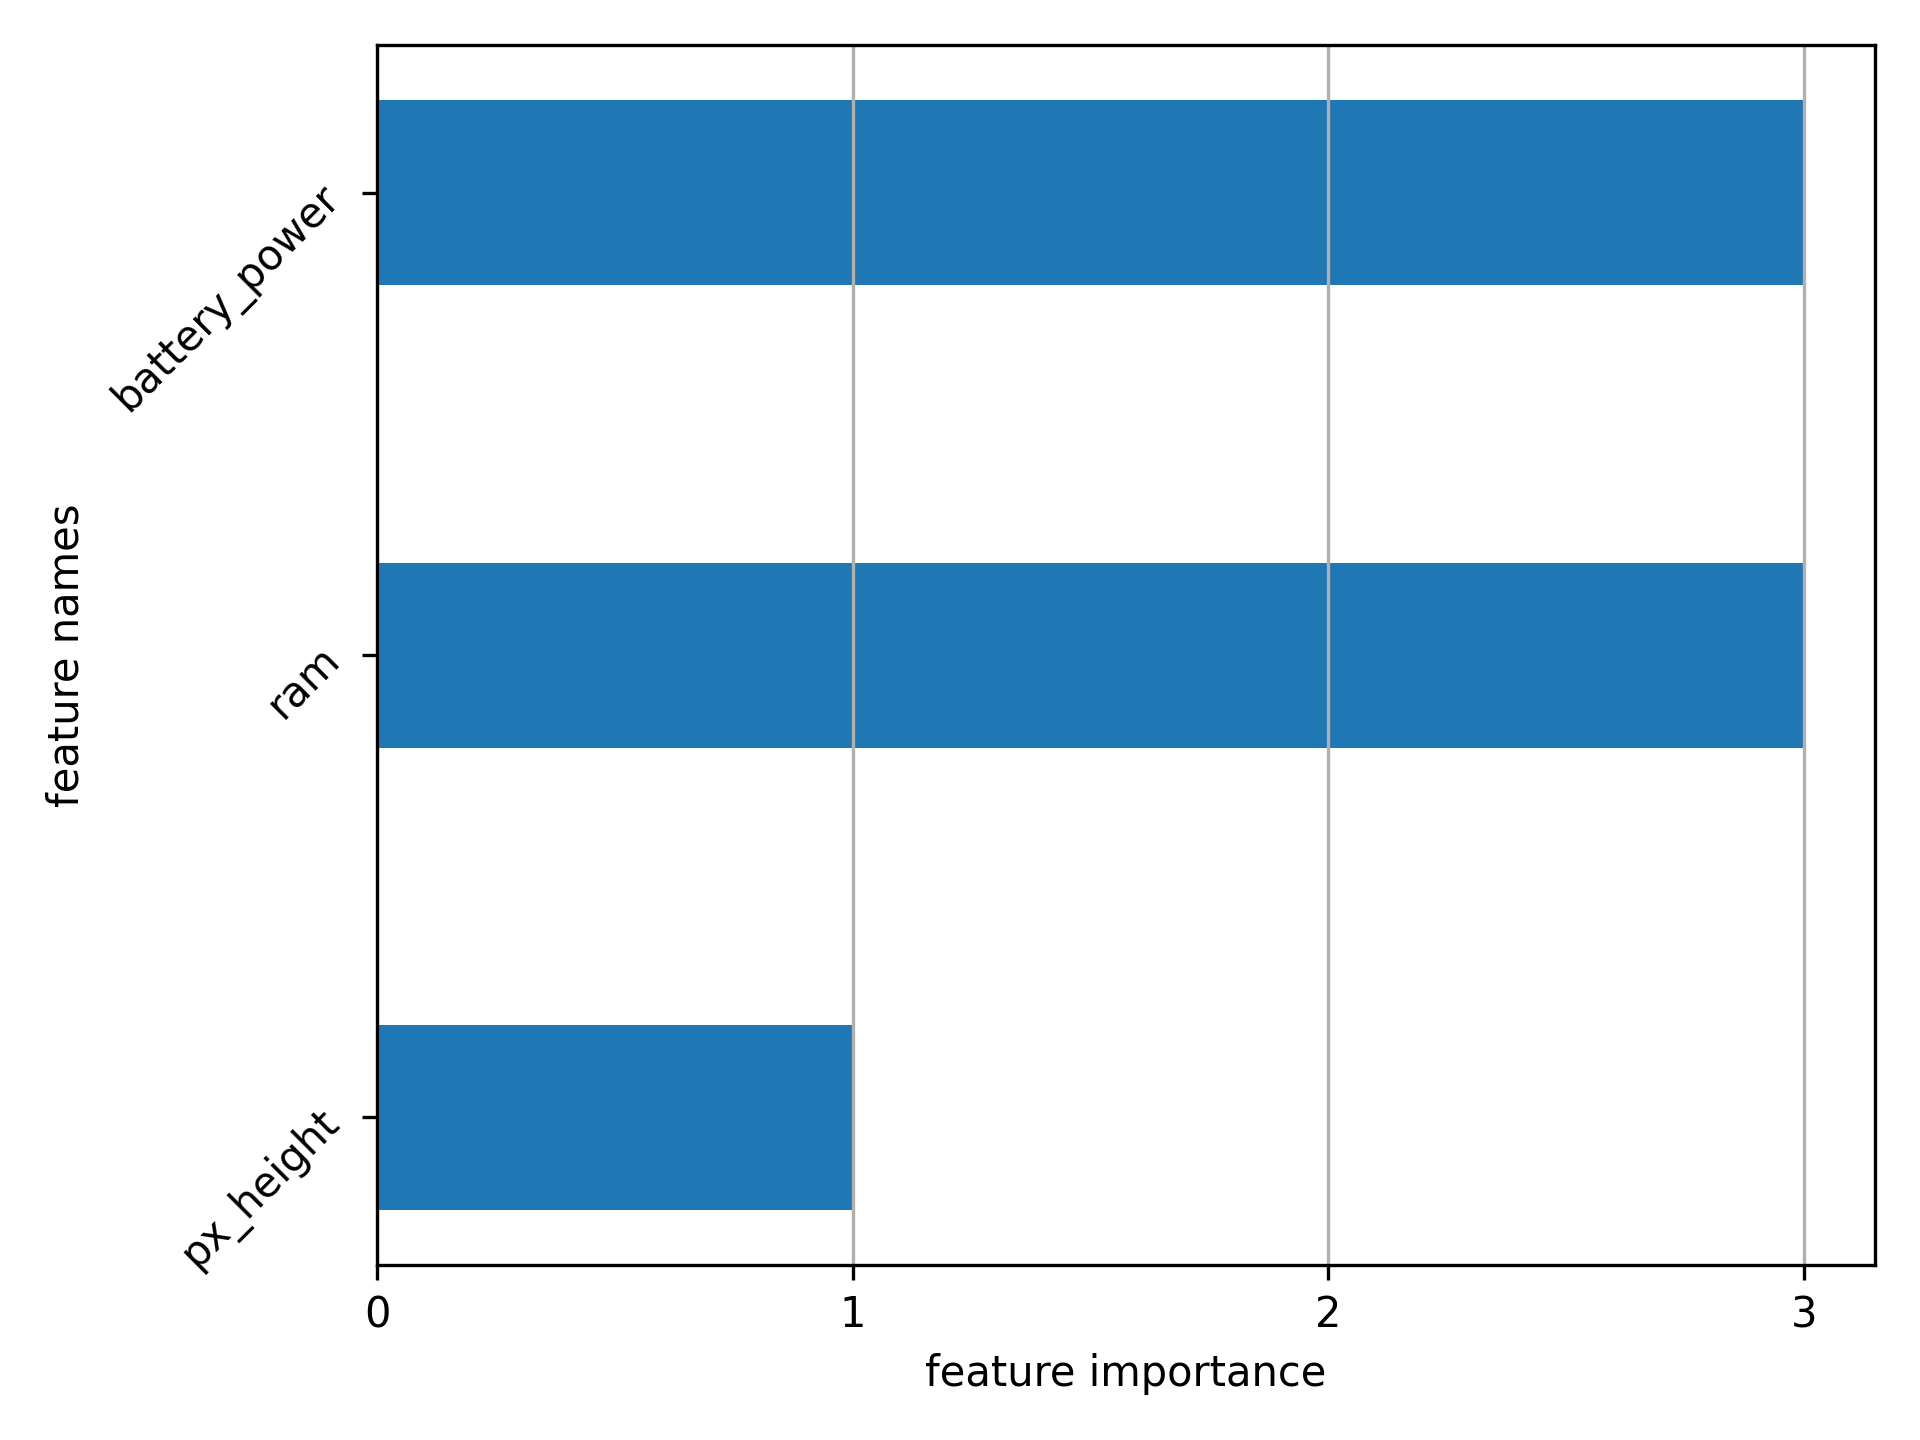 battery_power
ram
px_height
feature names
0 1 2 3
feature importance